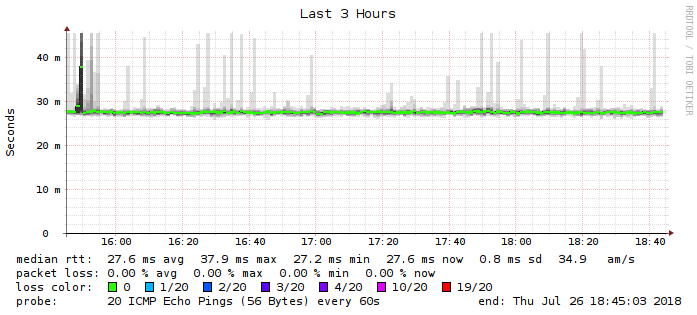 Last 3 Hours
RRDTOOL / TOBI OETIKER
Seconds
40 m
30 m
20 m
10 m
0
16:00 16:20 16:40 17:00 17:20 17:40 18:00 18:20 18:40
median rtt: 27.6 ms avg 37.9 ms max 27.2 ms min 27.6 ms now 0.8 ms sd 34.9 am/s
packet loss: 0.00 % avg 0.00 % max 0.00 % min 0.00 % now
loss color: 0 1/20 2/20 3/20 4/20 10/20 19/20
probe: 20 ICMP Echo Pings (56 Bytes) every 60s end: Thu Jul 26 18:45:03 2018